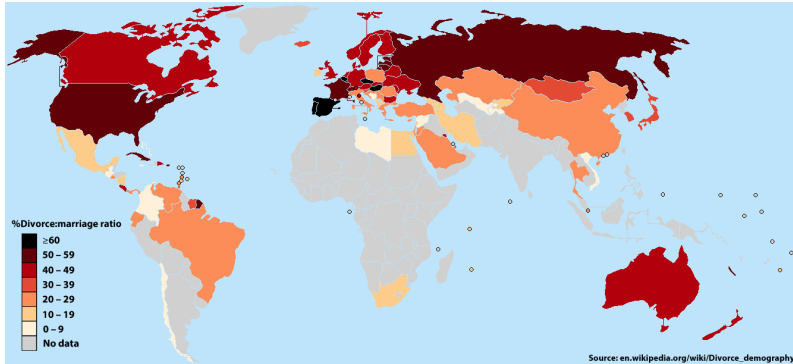 %Divorce:marriage ratio
≥60
50 – 59
40 – 49
30 – 39
20 – 29
10 – 19
0 – 9
No data
Source: en.wikipedia.org/wiki/Divorce_demography